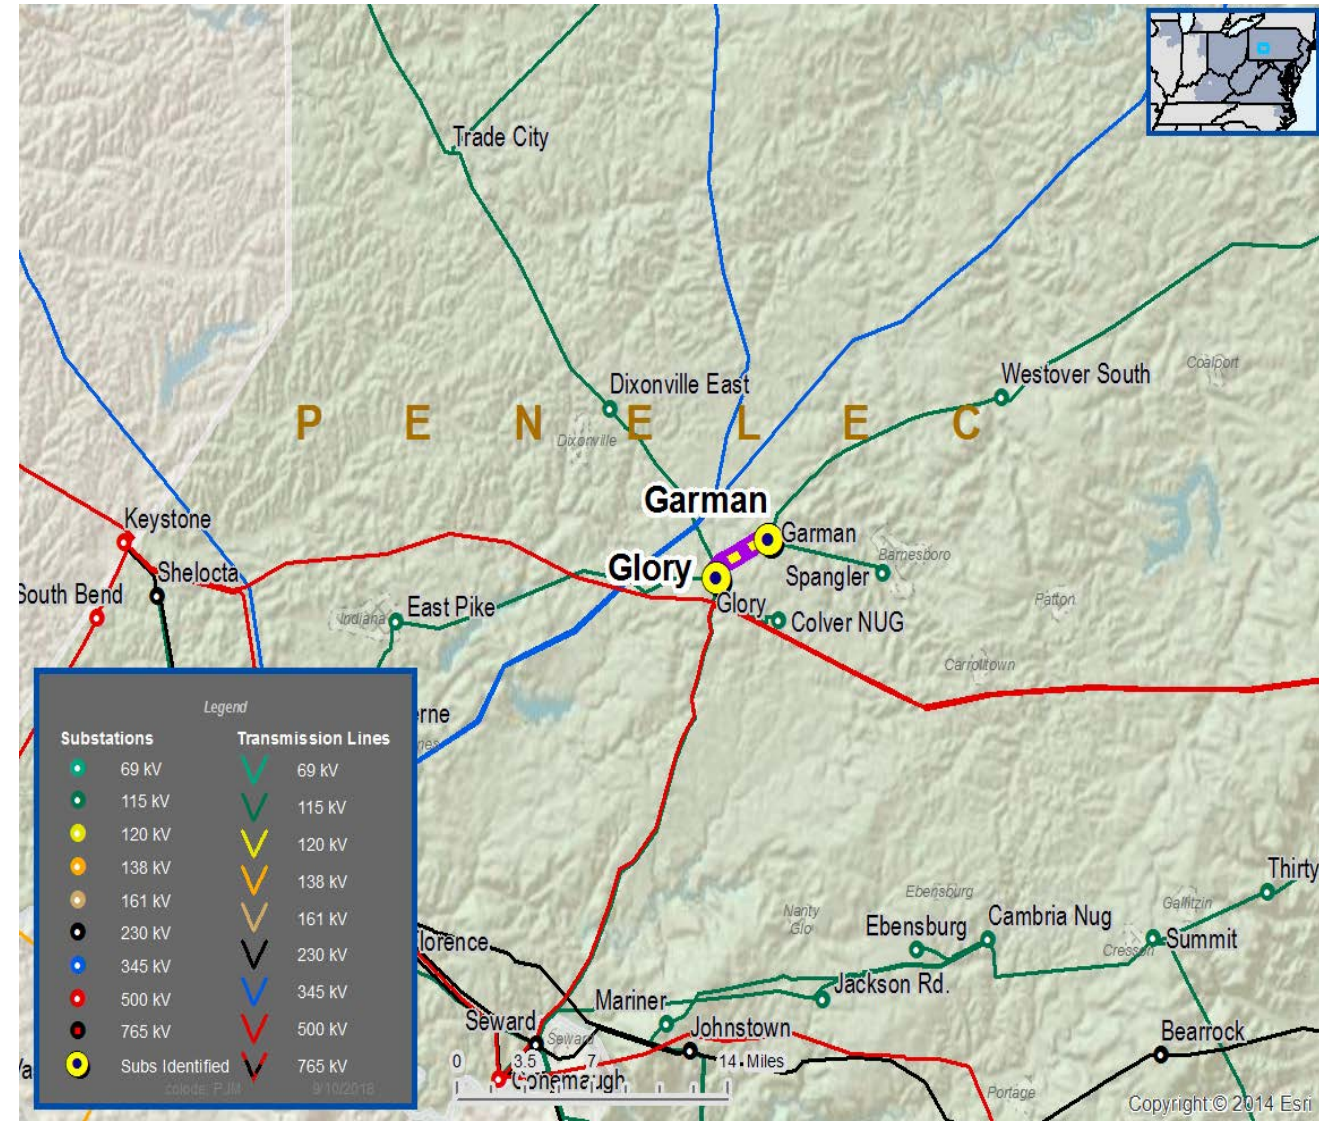 Trade City
Dixonville East
Westover South
Coalport
P E N E L E C
Dixonville
Garman
Keystone
Garman
Barnesboro
Shelocta
Glory
Spangler
South Bend
Glory
Patton
East Pike
Indiana
Colver NUG
Carrolltown
Legend
Substations
Transmission Lines
69 kV
69 kV
115 kV
115 kV
120 kV
120 kV
138 kV
138 kV
161 kV
161 kV
230 kV
230 kV
345 kV
345 kV
500 kV
500 kV
765 kV
765 kV
Subs Identified
9/10/2018
erne
Thirty
Ebensburg
Gallitzin
Nanty
Glo
Ebensburg
Cambria Nug
Cresson
Summit
lorence
Jackson Rd.
Mariner
Seward
Seward
Johnstown
Bearrock
0 3.5 7 14 Miles
Conemaugh
Portage
Copyright:© 2014 Esri